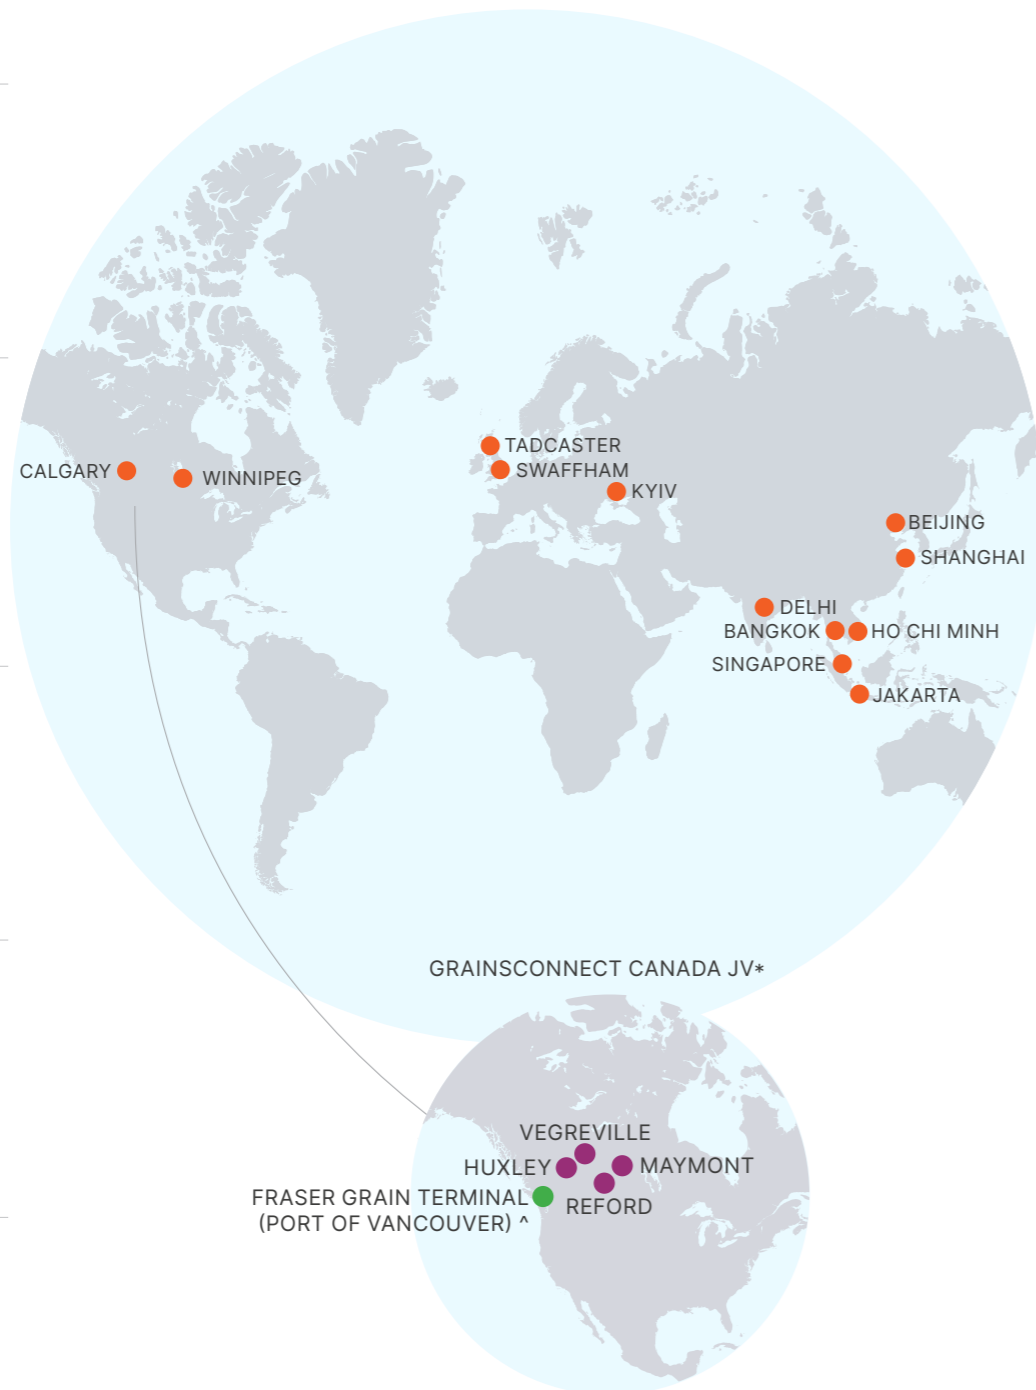 TADCASTER
SWAFFHAM
CALGARY
WINNIPEG
KYIV
BEIJING
SHANGHAI
DELHI
BANGKOK
HO CHI MINH
SINGAPORE
JAKARTA
GRAINSCONNECT CANADA JV*
VEGREVILLE
HUXLEY
MAYMONT
FRASER GRAIN TERMINAL
(PORT OF VANCOUVER) ^
REFORD